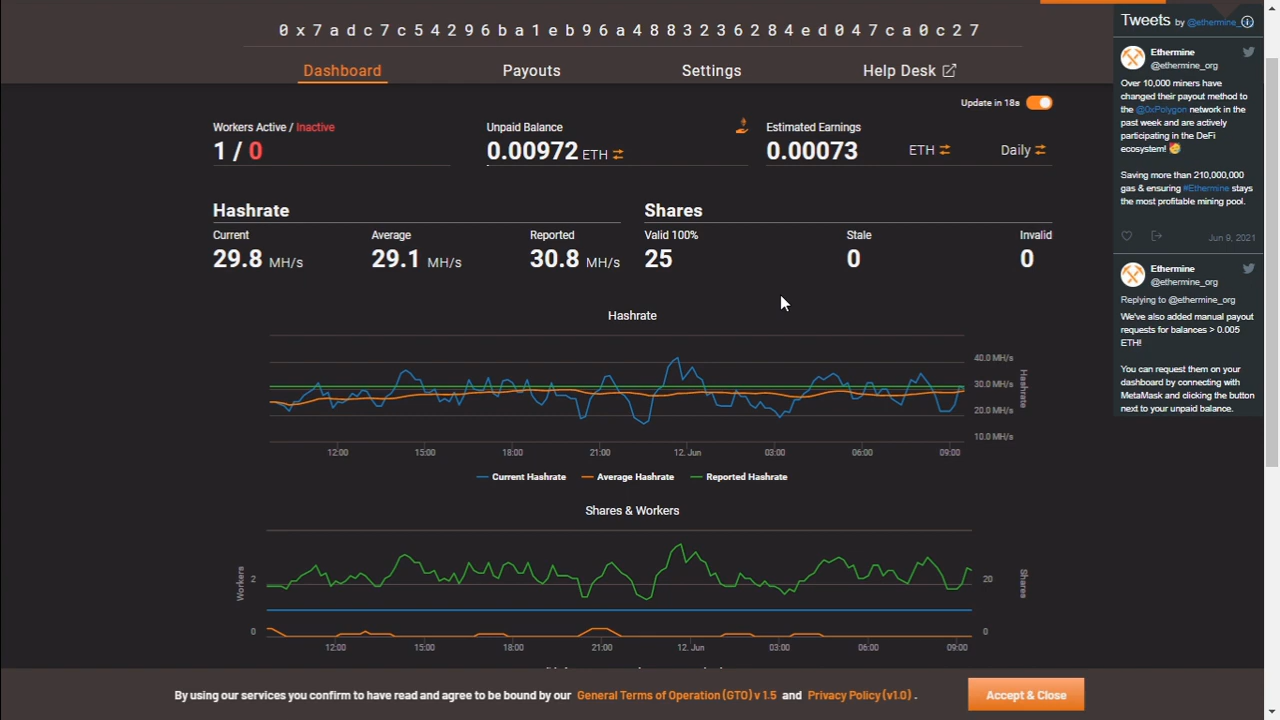 0x7adc7c54296ba1eb96a4883236284ed047ca0c27
Dashboard
Payouts
Settings
Help Desk
Update in 18s
Workers Active / Inactive
1 / 0
Unpaid Balance
0.00972 ETH
Estimated Earnings
0.00073 ETH Daily
Hashrate
Current
29.8 MH/s
Average
29.1 MH/s
Reported
30.8 MH/s
Shares
Valid 100%
25
Stale
0
Invalid
0
Hashrate
40.0 MH/s
30.0 MH/s
20.0 MH/s
10.0 MH/s
Hashrate
12:00 15:00 18:00 21:00 12. Jun 03:00 06:00 09:00
Current Hashrate Average Hashrate Reported Hashrate
Shares & Workers
Workers
2
0
20
0
Shares
12:00 15:00 18:00 21:00 12. Jun 03:00 06:00 09:00
By using our services you confirm to have read and agree to be bound by our General Terms of Operation (GTO) v 1.5 and Privacy Policy (v1.0) .
Accept & Close
Tweets by @ethermine_
Ethermine
@ethermine_org
Over 10,000 miners have
changed their payout method to
the @0xPolygon network in the
past week and are actively
participating in the DeFi
ecosystem!
Saving more than 210,000,000
gas & ensuring #Ethermine stays
the most profitable mining pool.
Jun 9, 2021
Ethermine
@ethermine_org
Replying to @ethermine_org
We've also added manual payout
requests for balances > 0.005
ETH!
You can request them on your
dashboard by connecting with
MetaMask and clicking the button
next to your unpaid balance.